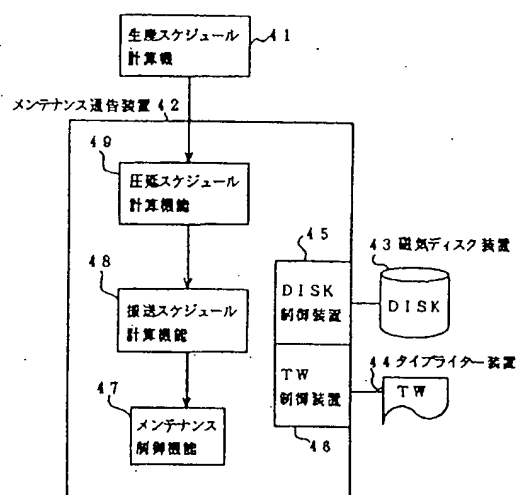 生産スケジュール
計算機
41
メンテナンス通告装置 42
49
圧延スケジュール
計算機能
48
搬送スケジュール
計算機能
47
メンテナンス
制御機能
45
DISK
制御装置
TW
制御装置
46
43 磁気ディスク装置
DISK
44 タイプライター装置
TW